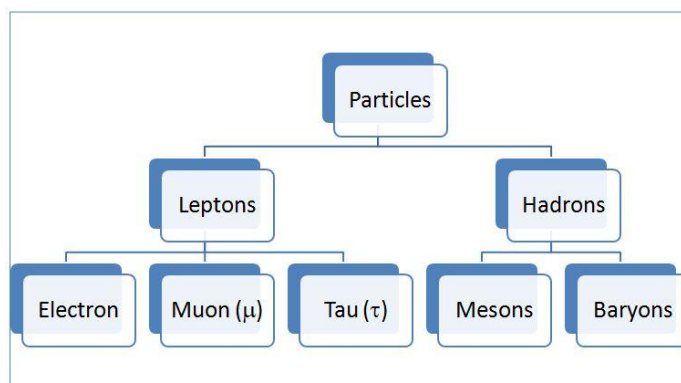 Particles
Leptons
Hadrons
Electron
Muon (μ)
Tau (τ)
Mesons
Baryons